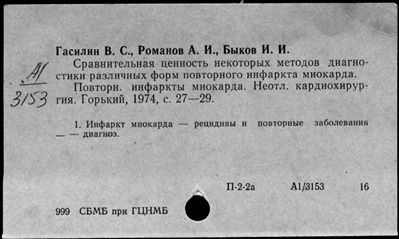 Гасилин В. С., Романов А. И., Быков И. И.
Сравнительная ценность некоторых методов диагно-
стики различных форм повторного инфаркта миокарда.
А1
3153
Повторн. инфаркты миокарда. Неотл. кардиохирур-
гия. Горький, 1974, с. 27—29.
1. Инфаркт миокарда — рецидивы и повторные заболевания
— — диагноз.
П-2-2а А1/3153 16
999 СБМБ при ГЦНМБ